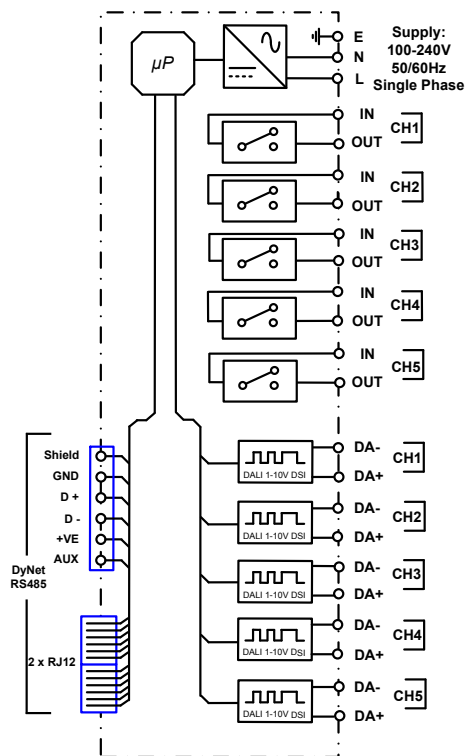 µP
E
N
L
Supply:
100-240V
50/60Hz
Single Phase
IN
OUT
CH1
IN
OUT
CH2
IN
OUT
CH3
IN
OUT
CH4
IN
OUT
CH5
DyNet
RS485
Shield
GND
D +
D -
+VE
AUX
2 x RJ12
DALI 1-10V DSI
DA-
DA+
CH1
DALI 1-10V DSI
DA-
DA+
CH2
DALI 1-10V DSI
DA-
DA+
CH3
DALI 1-10V DSI
DA-
DA+
CH4
DALI 1-10V DSI
DA-
DA+
CH5